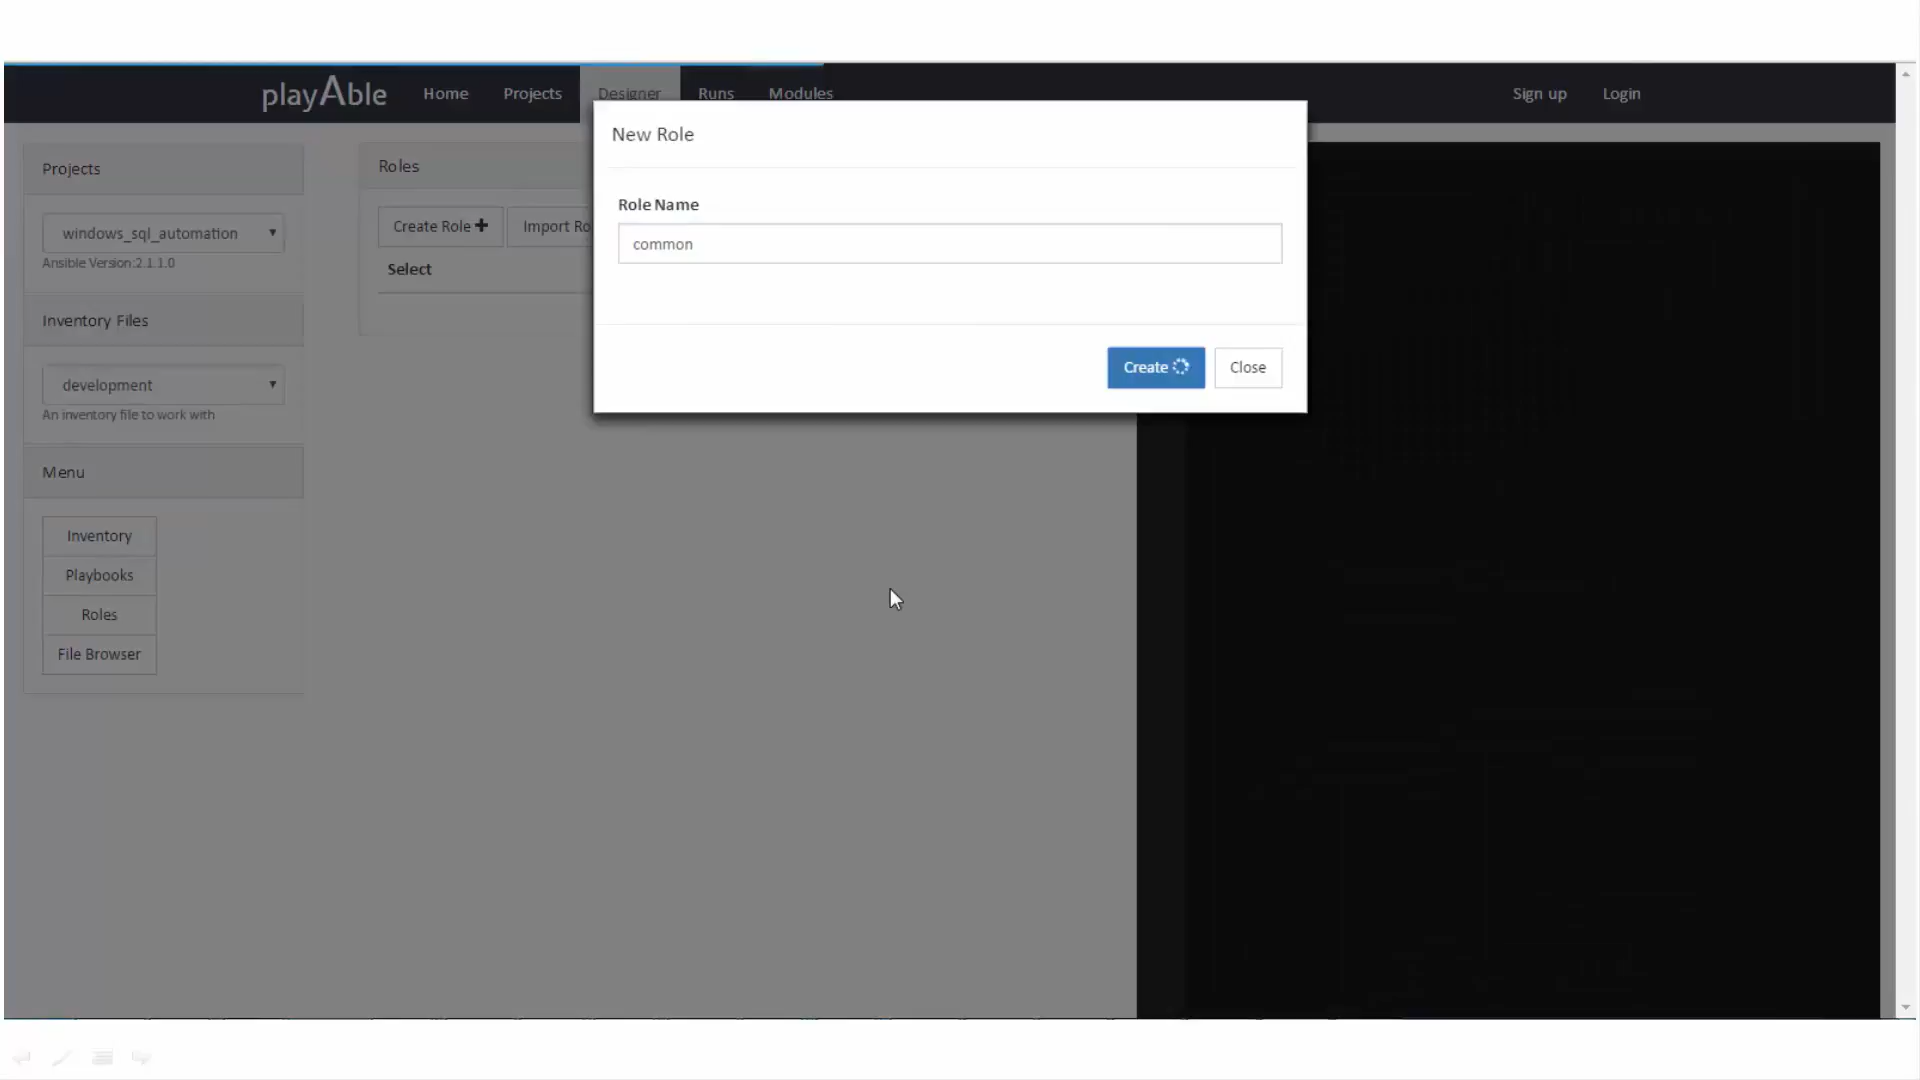 playAble Home Projects Designer Runs Modules Sign up Login
New Role
Projects
Roles
Role Name
windows_sql_automation
Create Role Import Ro
common
Ansible Version:2.1.1.0
Select
Inventory Files
development
Create Close
An inventory file to work with
Menu
Inventory
Playbooks
Roles
File Browser